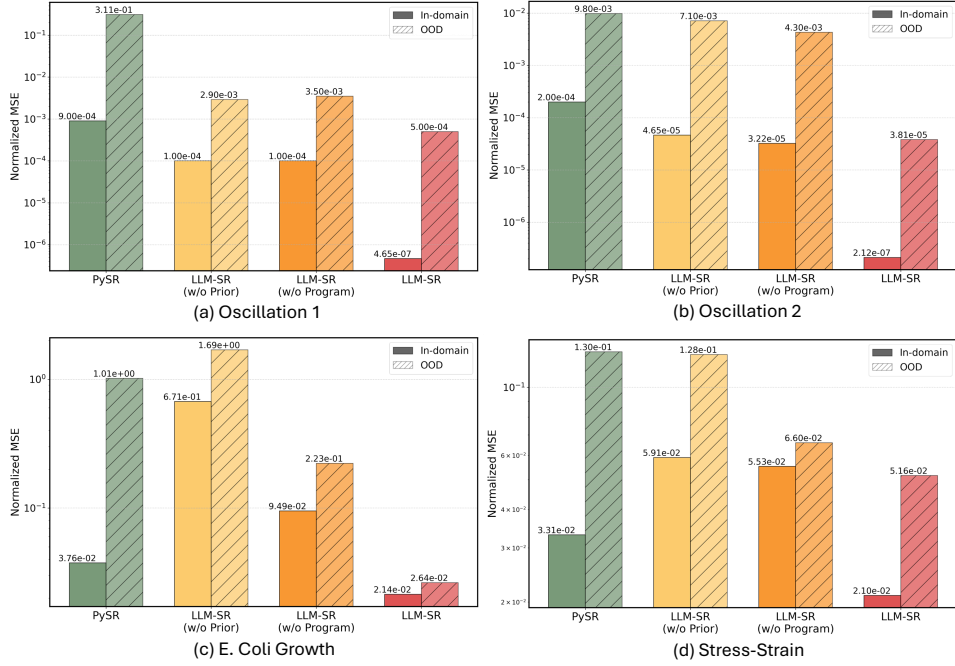 3.11e-01
In-domain
OOD
10⁻¹
10⁻²
2.90e-03
3.50e-03
10⁻³
9.00e-04
5.00e-04
1.00e-04
1.00e-04
10⁻⁴
10⁻⁵
10⁻⁶
4.65e-07
Normalized MSE
PySR
LLM-SR
(w/o Prior)
LLM-SR
(w/o Program)
LLM-SR
(a) Oscillation 1
10⁻²
9.80e-03
7.10e-03
4.30e-03
In-domain
OOD
10⁻³
2.00e-04
10⁻⁴
4.65e-05
3.22e-05
3.81e-05
10⁻⁵
10⁻⁶
2.12e-07
Normalized MSE
PySR
LLM-SR
(w/o Prior)
LLM-SR
(w/o Program)
LLM-SR
(b) Oscillation 2
1.69e+00
In-domain
OOD
1.01e+00
10⁰
6.71e-01
2.23e-01
10⁻¹
9.49e-02
3.76e-02
2.14e-02
2.64e-02
Normalized MSE
PySR
LLM-SR
(w/o Prior)
LLM-SR
(w/o Program)
LLM-SR
(c) E. Coli Growth
1.30e-01
1.28e-01
In-domain
OOD
10⁻¹
6.60e-02
6 × 10⁻²
5.91e-02
5.53e-02
5.16e-02
4 × 10⁻²
3.31e-02
3 × 10⁻²
2 × 10⁻²
2.10e-02
Normalized MSE
PySR
LLM-SR
(w/o Prior)
LLM-SR
(w/o Program)
LLM-SR
(d) Stress-Strain